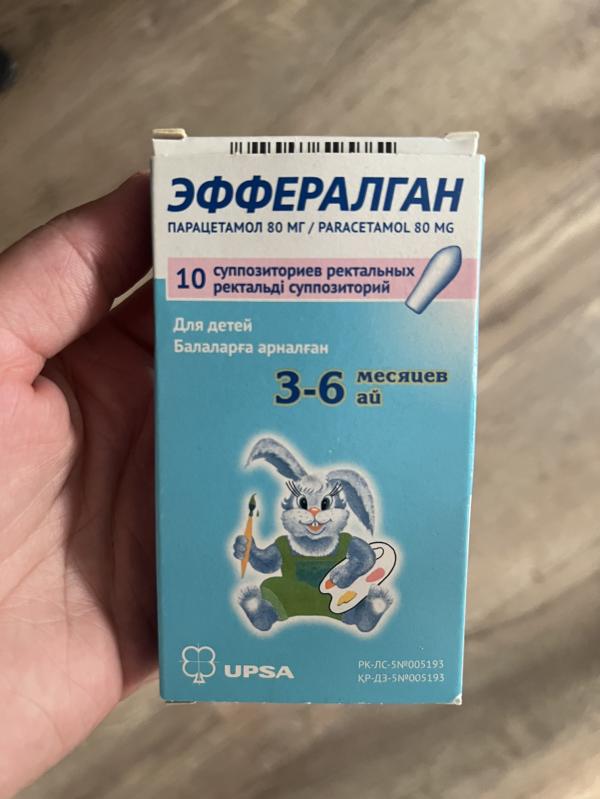 ЭФФЕРАЛГАН
ПАРАЦЕТАМОЛ 80 МГ / PARACETAMOL 80 MG
10 суппозиториев ректальных
ректальді суппозиторий
Для детей
Балаларға арналған
3-6 месяцев
ай
UPSA
РК-ЛС-5№005193
ҚР-ДЗ-5№005193